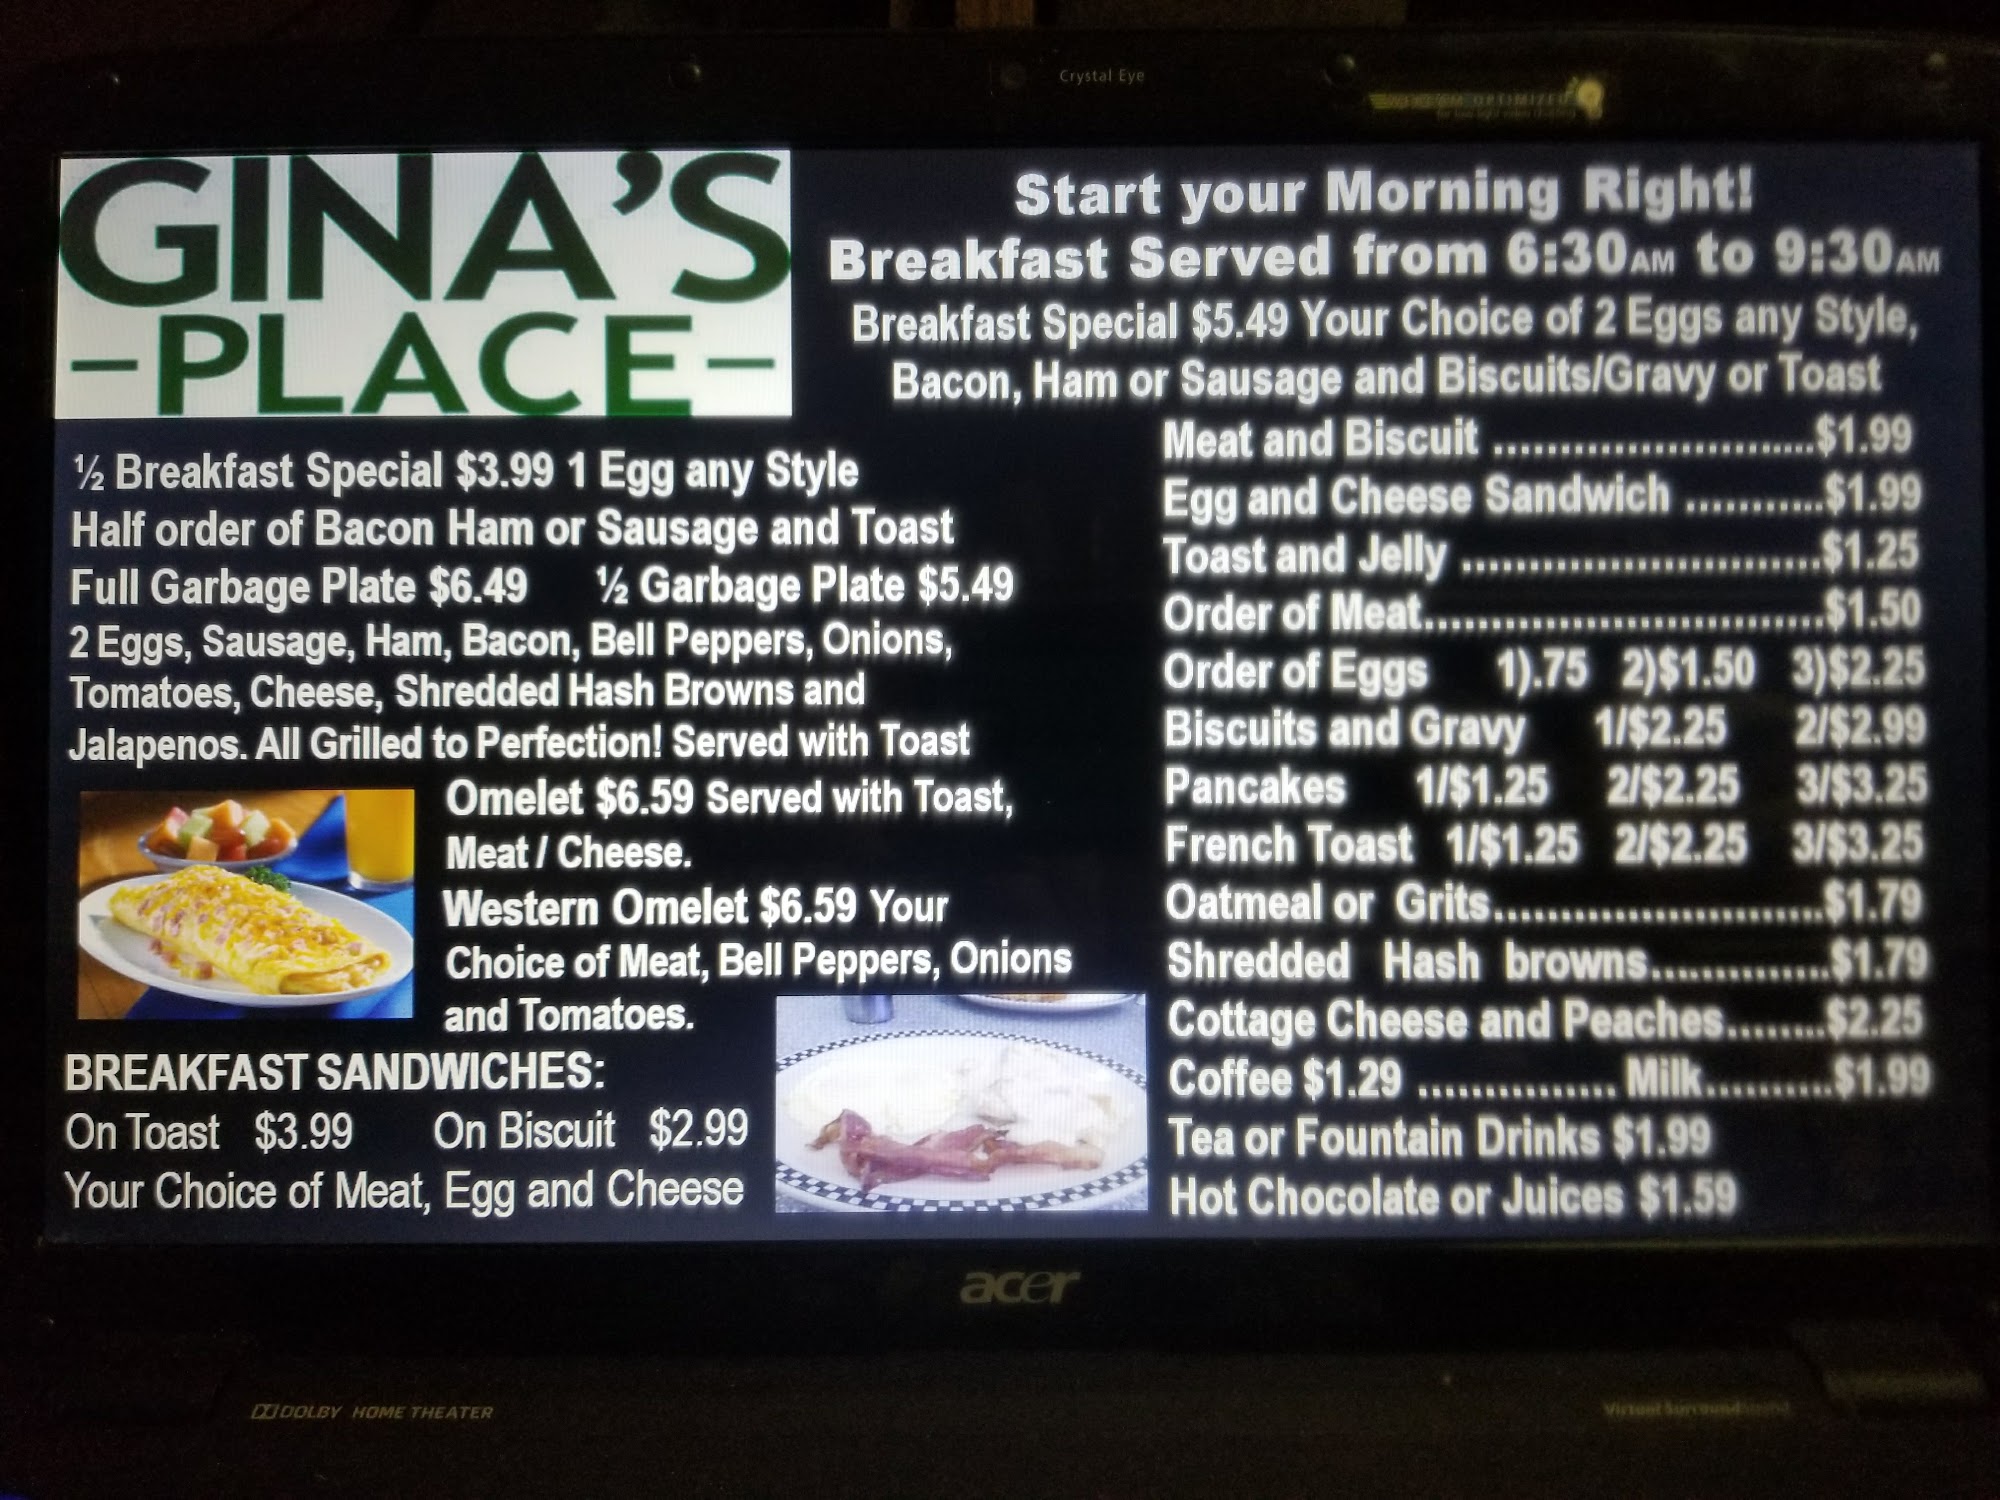 Crystal Eye
GINA'S
-PLACE-
Start your Morning Right!
Breakfast Served from 6:30AM to 9:30AM
Breakfast Special $5.49 Your Choice of 2 Eggs any Style,
Bacon, Ham or Sausage and Biscuits/Gravy or Toast
½ Breakfast Special $3.99 1 Egg any Style
Half order of Bacon Ham or Sausage and Toast
Full Garbage Plate $6.49 ½ Garbage Plate $5.49
2 Eggs, Sausage, Ham, Bacon, Bell Peppers, Onions,
Tomatoes, Cheese, Shredded Hash Browns and
Jalapenos. All Grilled to Perfection! Served with Toast
Omelet $6.59 Served with Toast,
Meat / Cheese.
Western Omelet $6.59 Your
Choice of Meat, Bell Peppers, Onions
and Tomatoes.
BREAKFAST SANDWICHES:
On Toast $3.99 On Biscuit $2.99
Your Choice of Meat, Egg and Cheese
Meat and Biscuit ........................$1.99
Egg and Cheese Sandwich ...........$1.99
Toast and Jelly ...........................$1.25
Order of Meat..............................$1.50
Order of Eggs 1).75 2)$1.50 3)$2.25
Biscuits and Gravy 1/$2.25 2/$2.99
Pancakes 1/$1.25 2/$2.25 3/$3.25
French Toast 1/$1.25 2/$2.25 3/$3.25
Oatmeal or Grits.........................$1.79
Shredded Hash browns.............$1.79
Cottage Cheese and Peaches.......$2.25
Coffee $1.29 ............... Milk..........$1.99
Tea or Fountain Drinks $1.99
Hot Chocolate or Juices $1.59
acer
DOLBY HOME THEATER
Virtual Surround